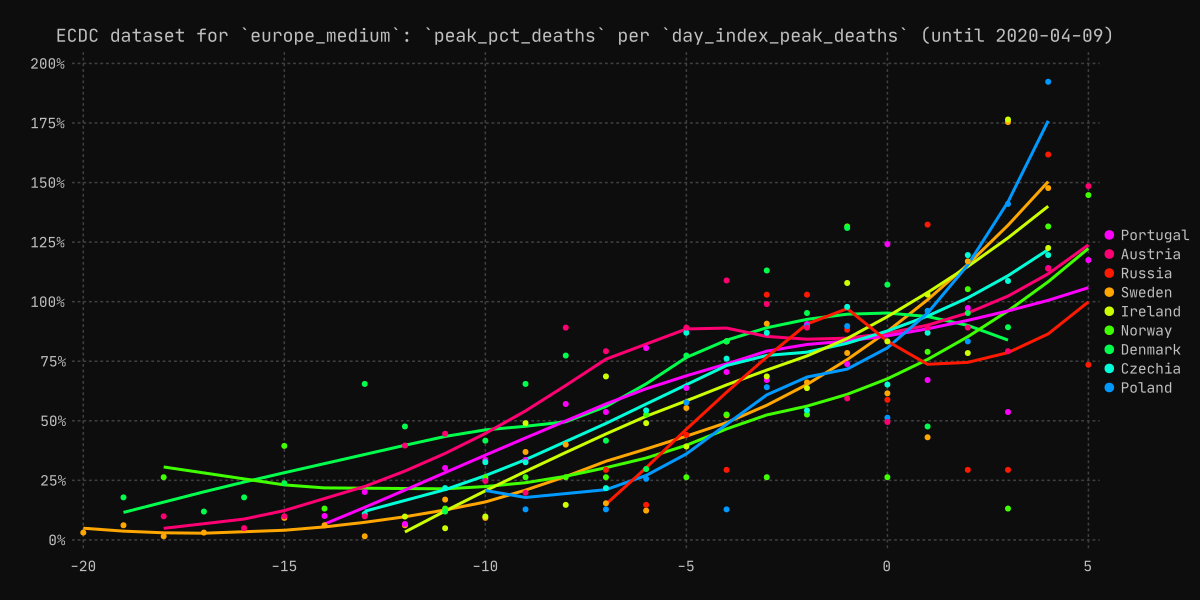 ECDC dataset for `europe_medium`: `peak_pct_deaths` per `day_index_peak_deaths` (until 2020-04-09)
200%
175%
150%
125%
100%
75%
50%
25%
0%
-20 -15 -10 -5 0 5
Portugal
Austria
Russia
Sweden
Ireland
Norway
Denmark
Czechia
Poland